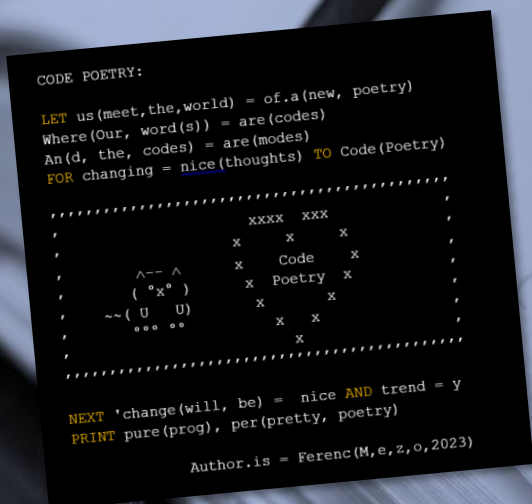 CODE POETRY:
LET us(meet,the,world) = of.a(new, poetry)
Where(Our, word(s)) = are(codes)
An(d, the, codes) = are(modes)
FOR changing = nice(thoughts) TO Code(Poetry)
,,,,,,,,,,,,,,,,,,,,,,,,,,,,,,,,,,,,,,,,,,,,,
, xxxx xxx ,
, x x x ,
, ^-- ^ x Code x ,
, ( °x° ) x Poetry x ,
, ~~( U U) x x ,
, °°° °° x x ,
, x ,
,,,,,,,,,,,,,,,,,,,,,,,,,,,,,,,,,,,,,,,,,,,,,
NEXT 'change(will, be) = nice AND trend = y
PRINT pure(prog), per(pretty, poetry)
Author.is = Ferenc(M,e,z,o,2023)